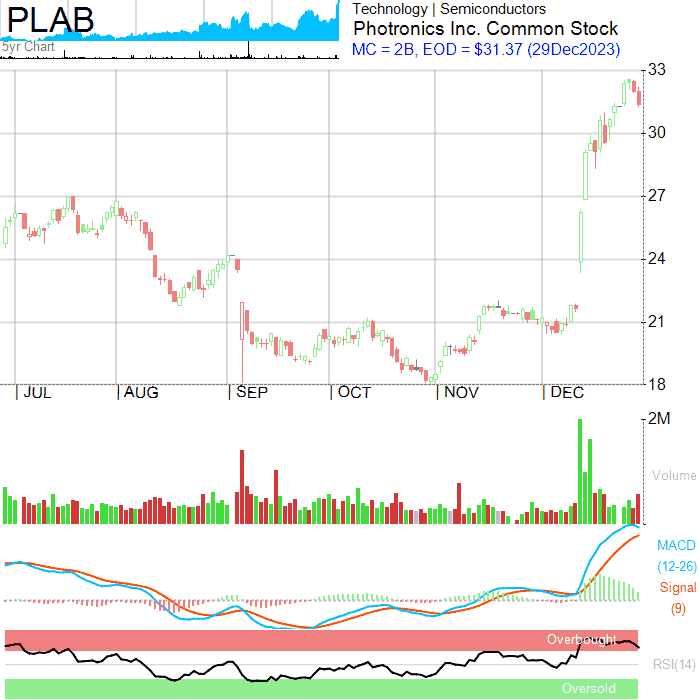 PLAB
5yr Chart
Technology | Semiconductors
Photronics Inc. Common Stock
MC = 2B, EOD = $31.37 (29Dec2023)
33
30
27
24
21
18
JUL
AUG
SEP
OCT
NOV
DEC
2M
Volume
MACD
(12-26)
Signal
(9)
Overbought
RSI(14)
Oversold